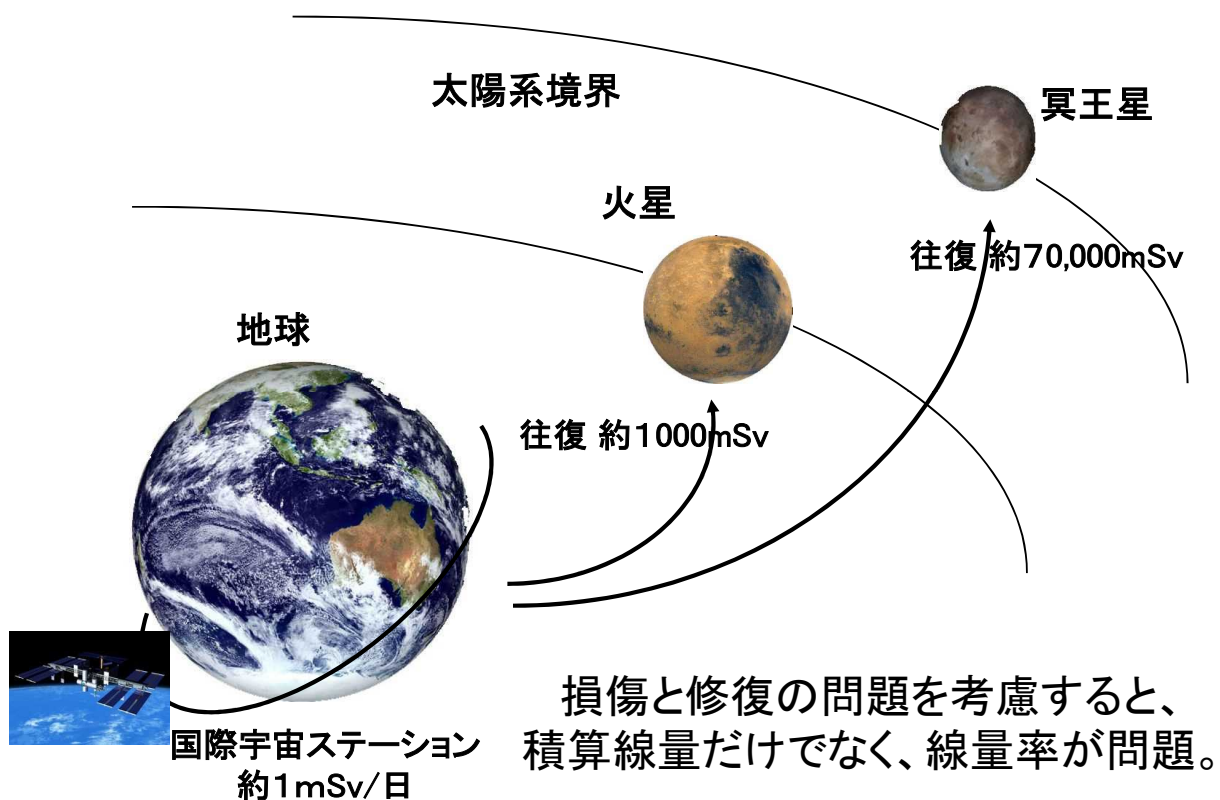 太陽系境界
冥王星
火星
往復 約70,000mSv
地球
往復 約1000mSv
損傷と修復の問題を考慮すると、
積算線量だけでなく、線量率が問題。
国際宇宙ステーション
約1mSv/日